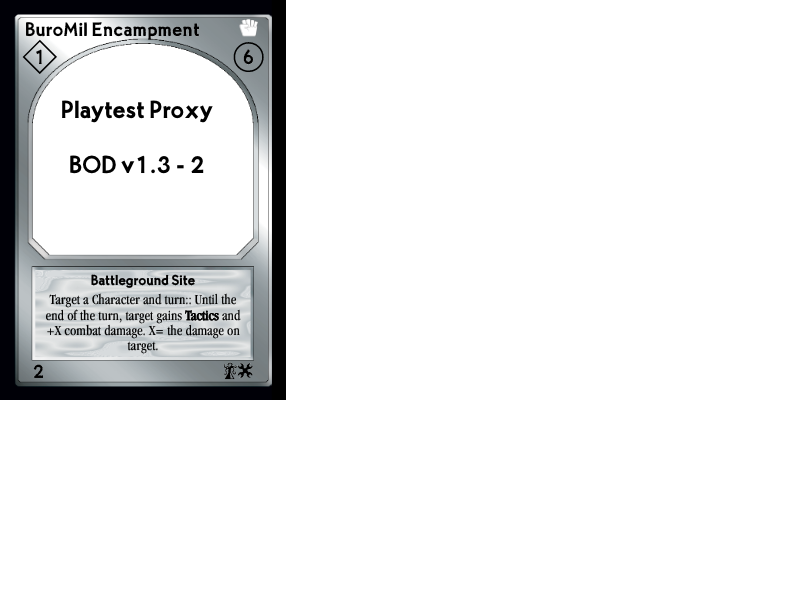 BuroMil Encampment
1
6
Playtest Proxy
BOD v1.3 - 2
Battleground Site
Target a Character and turn:: Until the
end of the turn, target gains Tactics and
+X combat damage. X= the damage on
target.
2